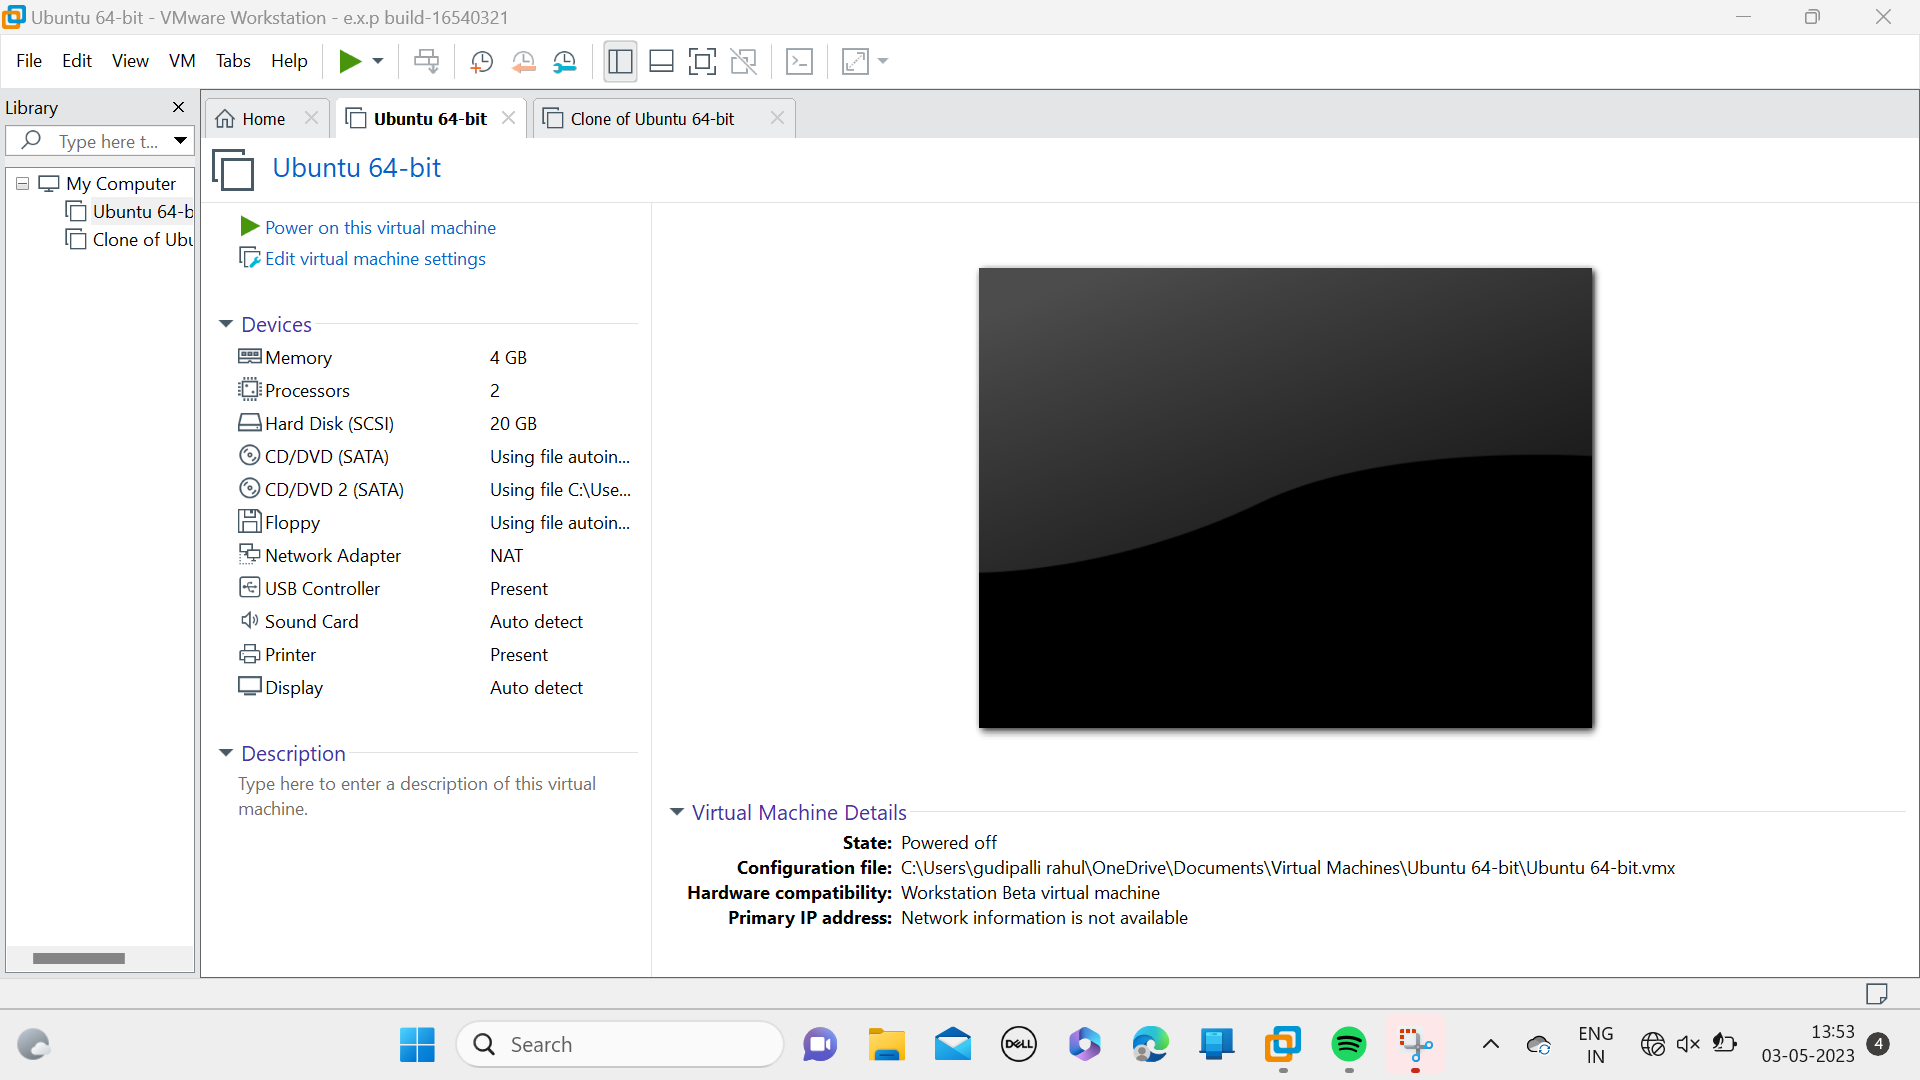 Ubuntu 64-bit - VMware Workstation - e.x.p build-16540321
File Edit View VM Tabs Help
Library
Type here t...
My Computer
Ubuntu 64-b
Clone of Ubu
Home
Ubuntu 64-bit
Clone of Ubuntu 64-bit
Ubuntu 64-bit
Power on this virtual machine
Edit virtual machine settings
Devices
Memory 4 GB
Processors 2
Hard Disk (SCSI) 20 GB
CD/DVD (SATA) Using file autoin...
CD/DVD 2 (SATA) Using file C:\Use...
Floppy Using file autoin...
Network Adapter NAT
USB Controller Present
Sound Card Auto detect
Printer Present
Display Auto detect
Description
Type here to enter a description of this virtual
machine.
Virtual Machine Details
State: Powered off
Configuration file: C:\Users\gudipalli rahul\OneDrive\Documents\Virtual Machines\Ubuntu 64-bit\Ubuntu 64-bit.vmx
Hardware compatibility: Workstation Beta virtual machine
Primary IP address: Network information is not available
Search
DELL
ENG
IN
13:53
03-05-2023
4